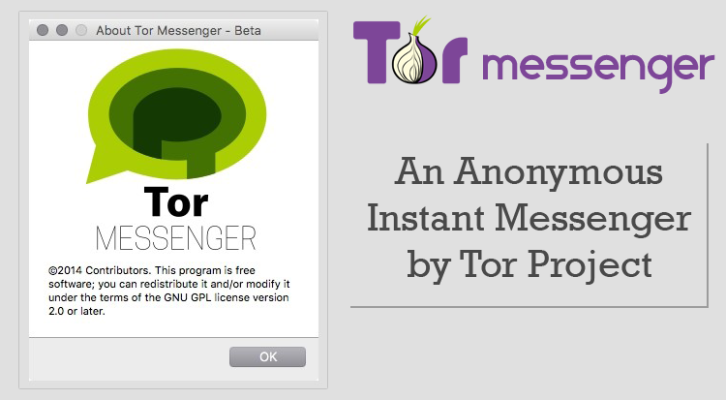 About Tor Messenger - Beta
Tor
MESSENGER
©2014 Contributors. This program is free
software; you can redistribute it and/or modify it
under the terms of the GNU GPL license version
2.0 or later.
OK
Tor messenger
An Anonymous
Instant Messenger
by Tor Project